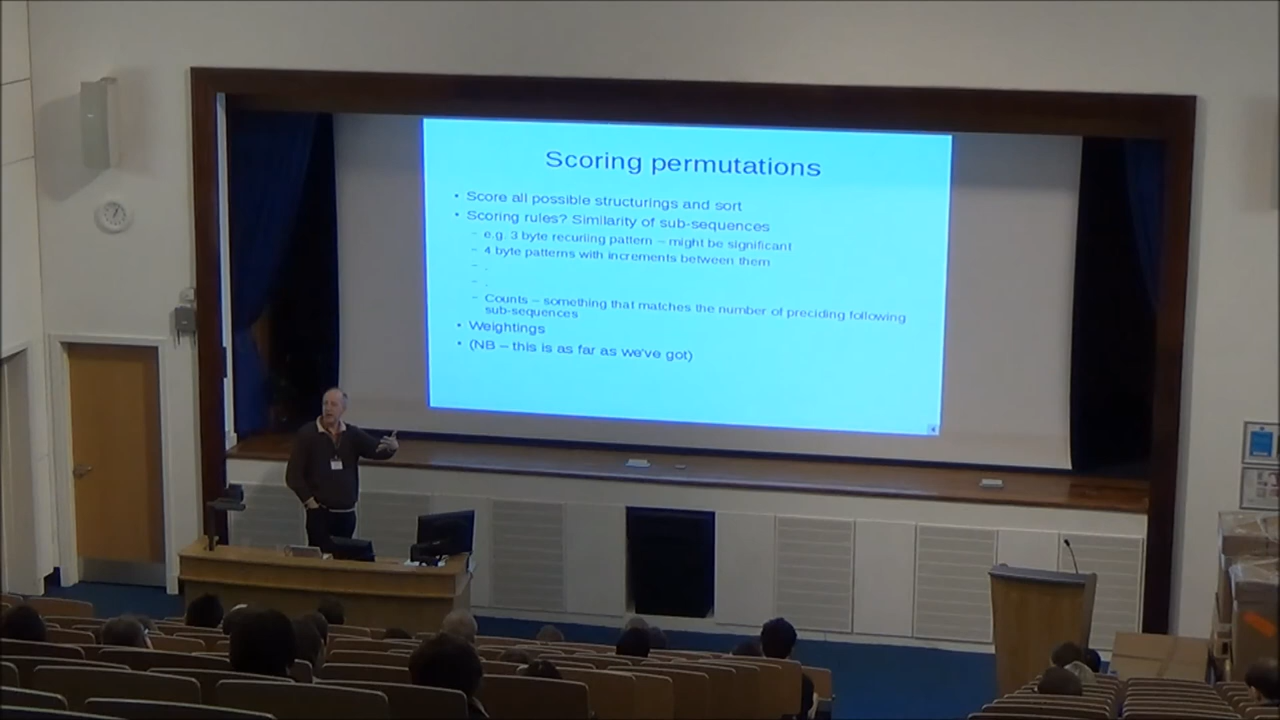 Scoring permutations
• Score all possible structurings and sort
• Scoring rules? Similarity of sub-sequences
– e.g. 3 byte recurring pattern – might be significant
– 4 byte patterns with increments between them
– .
– .
– Counts – something that matches the number of preciding following
sub-sequences
• Weightings
• (NB – this is as far as we've got)